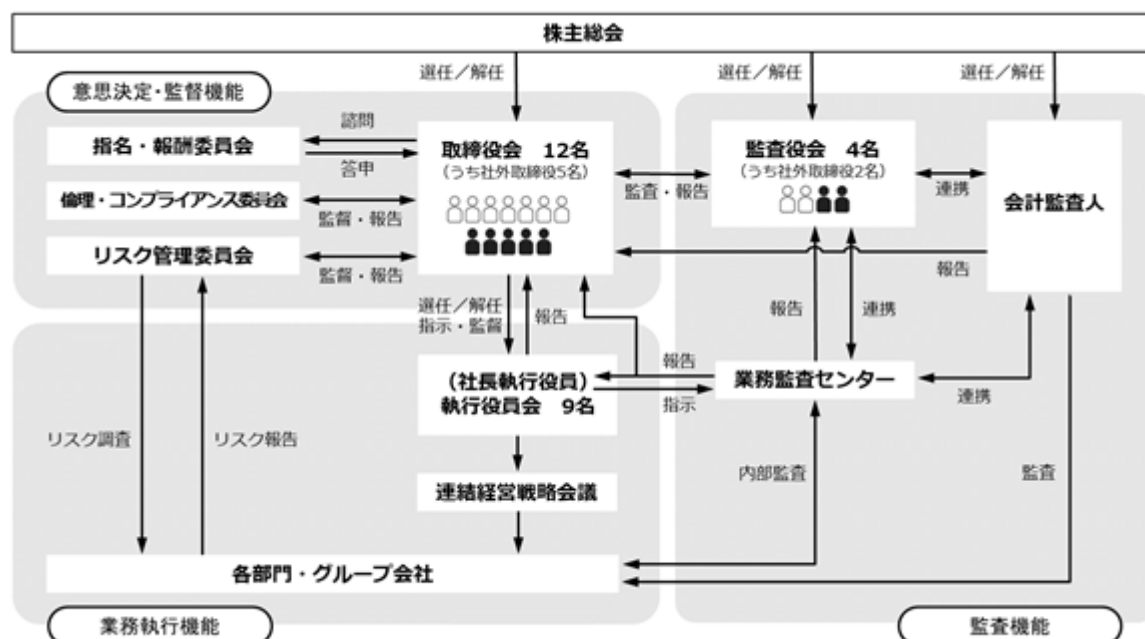 株主総会
選任／解任
選任／解任
選任／解任
意思決定・監督機能
指名・報酬委員会
諮問
答申
取締役会　12名
（うち社外取締役5名）
監査役会　4名
（うち社外取締役2名）
会計監査人
倫理・コンプライアンス委員会
監督・報告
監査・報告
連携
リスク管理委員会
監督・報告
報告
選任／解任
指示・監督
報告
報告
連携
（社長執行役員）
執行役員会　9名
報告
指示
業務監査センター
連携
リスク調査
リスク報告
連結経営戦略会議
内部監査
監査
各部門・グループ会社
業務執行機能
監査機能